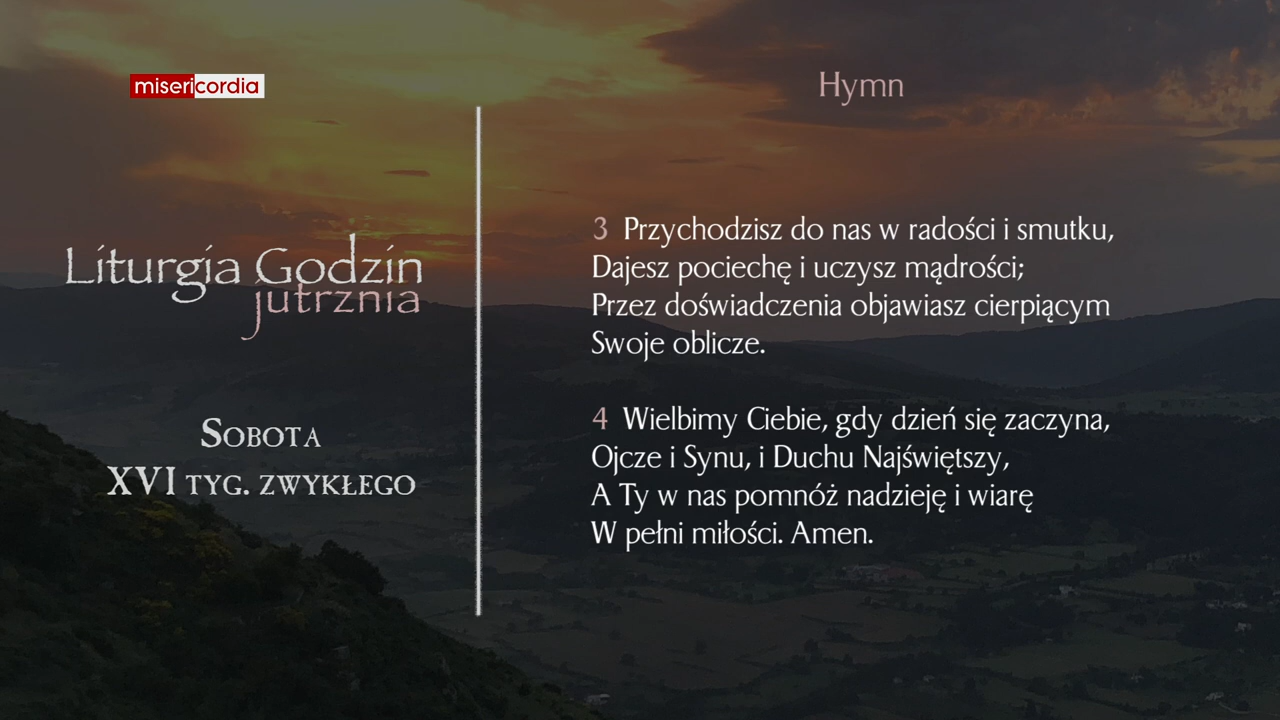 misericordia
Liturgia Godzin
jutrznia
Sobota
XVI tyg. zwykłego
Hymn
3 Przychodzisz do nas w radości i smutku,
Dajesz pociechę i uczysz mądrości;
Przez doświadczenia objawiasz cierpiącym
Swoje oblicze.
4 Wielbimy Ciebie, gdy dzień się zaczyna,
Ojcze i Synu, i Duchu Najświętszy,
A Ty w nas pomnóż nadzieję i wiarę
W pełni miłości. Amen.